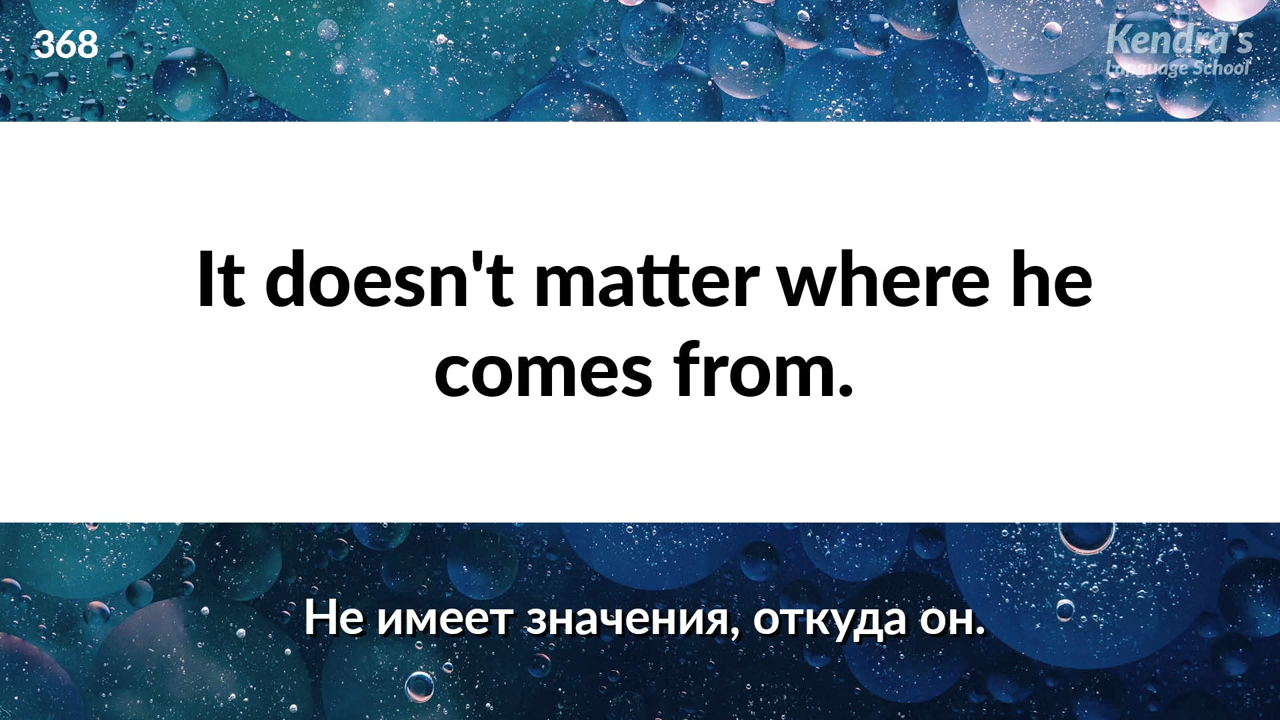 368
Kendra's
Language School
It doesn't matter where he
comes from.
Не имеет значения, откуда он.